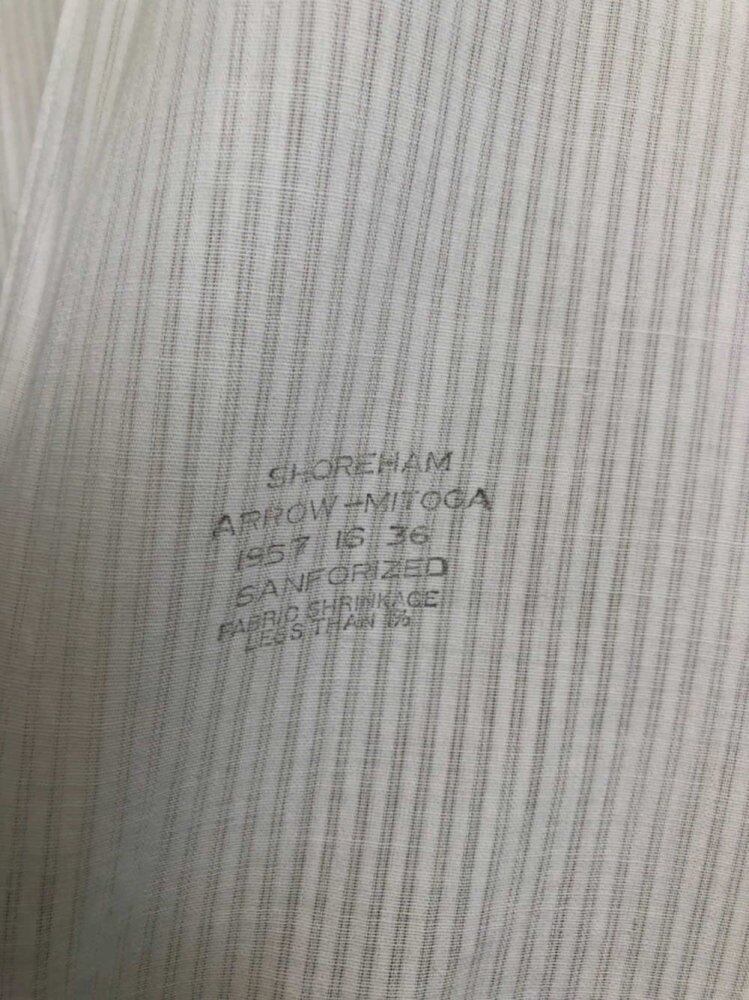 SHOREHAM
ARROW-MITOGA
1957 16 36
SANFORIZED
FABRIC SHRINKAGE
LESS THAN 1%